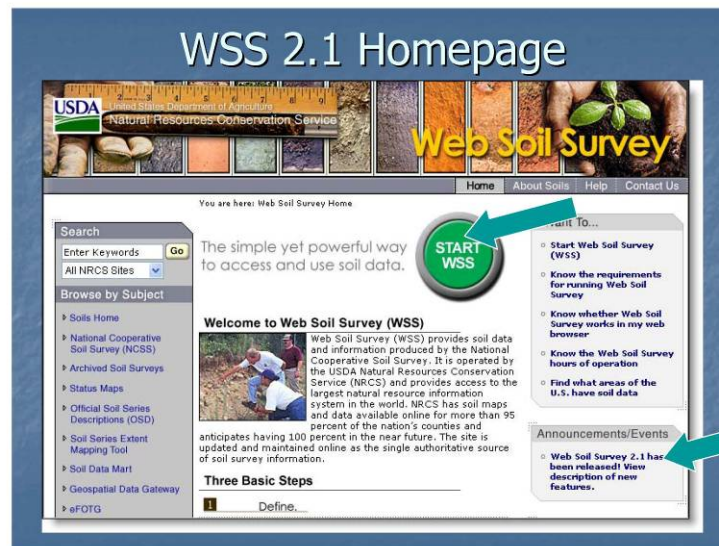 WSS 2.1 Homepage
USDA
United States Department of Agriculture
Natural Resources Conservation Service
Web Soil Survey
Home
About Soils
Help
Contact Us
You are here: Web Soil Survey Home
Search
Enter Keywords
Go
All NRCS Sites
Browse by Subject
Soils Home
National Cooperative
Soil Survey (NCSS)
Archived Soil Surveys
Status Maps
Official Soil Series
Descriptions (OSD)
Soil Series Extent
Mapping Tool
Soil Data Mart
Geospatial Data Gateway
eFOTG
The simple yet powerful way
to access and use soil data.
START
WSS
Welcome to Web Soil Survey (WSS)
Web Soil Survey (WSS) provides soil data
and information produced by the National
Cooperative Soil Survey. It is operated by
the USDA Natural Resources Conservation
Service (NRCS) and provides access to the
largest natural resource information
system in the world. NRCS has soil maps
and data available online for more than 95
percent of the nation's counties and
anticipates having 100 percent in the near future. The site is
updated and maintained online as the single authoritative source
of soil survey information.
Three Basic Steps
1
Define,
To...
Start Web Soil Survey
(WSS)
Know the requirements
for running Web Soil
Survey
Know whether Web Soil
Survey works in my web
browser
Know the Web Soil Survey
hours of operation
Find what areas of the
U.S. have soil data
Announcements/Events
Web Soil Survey 2.1 has
been released! View
description of new
features.